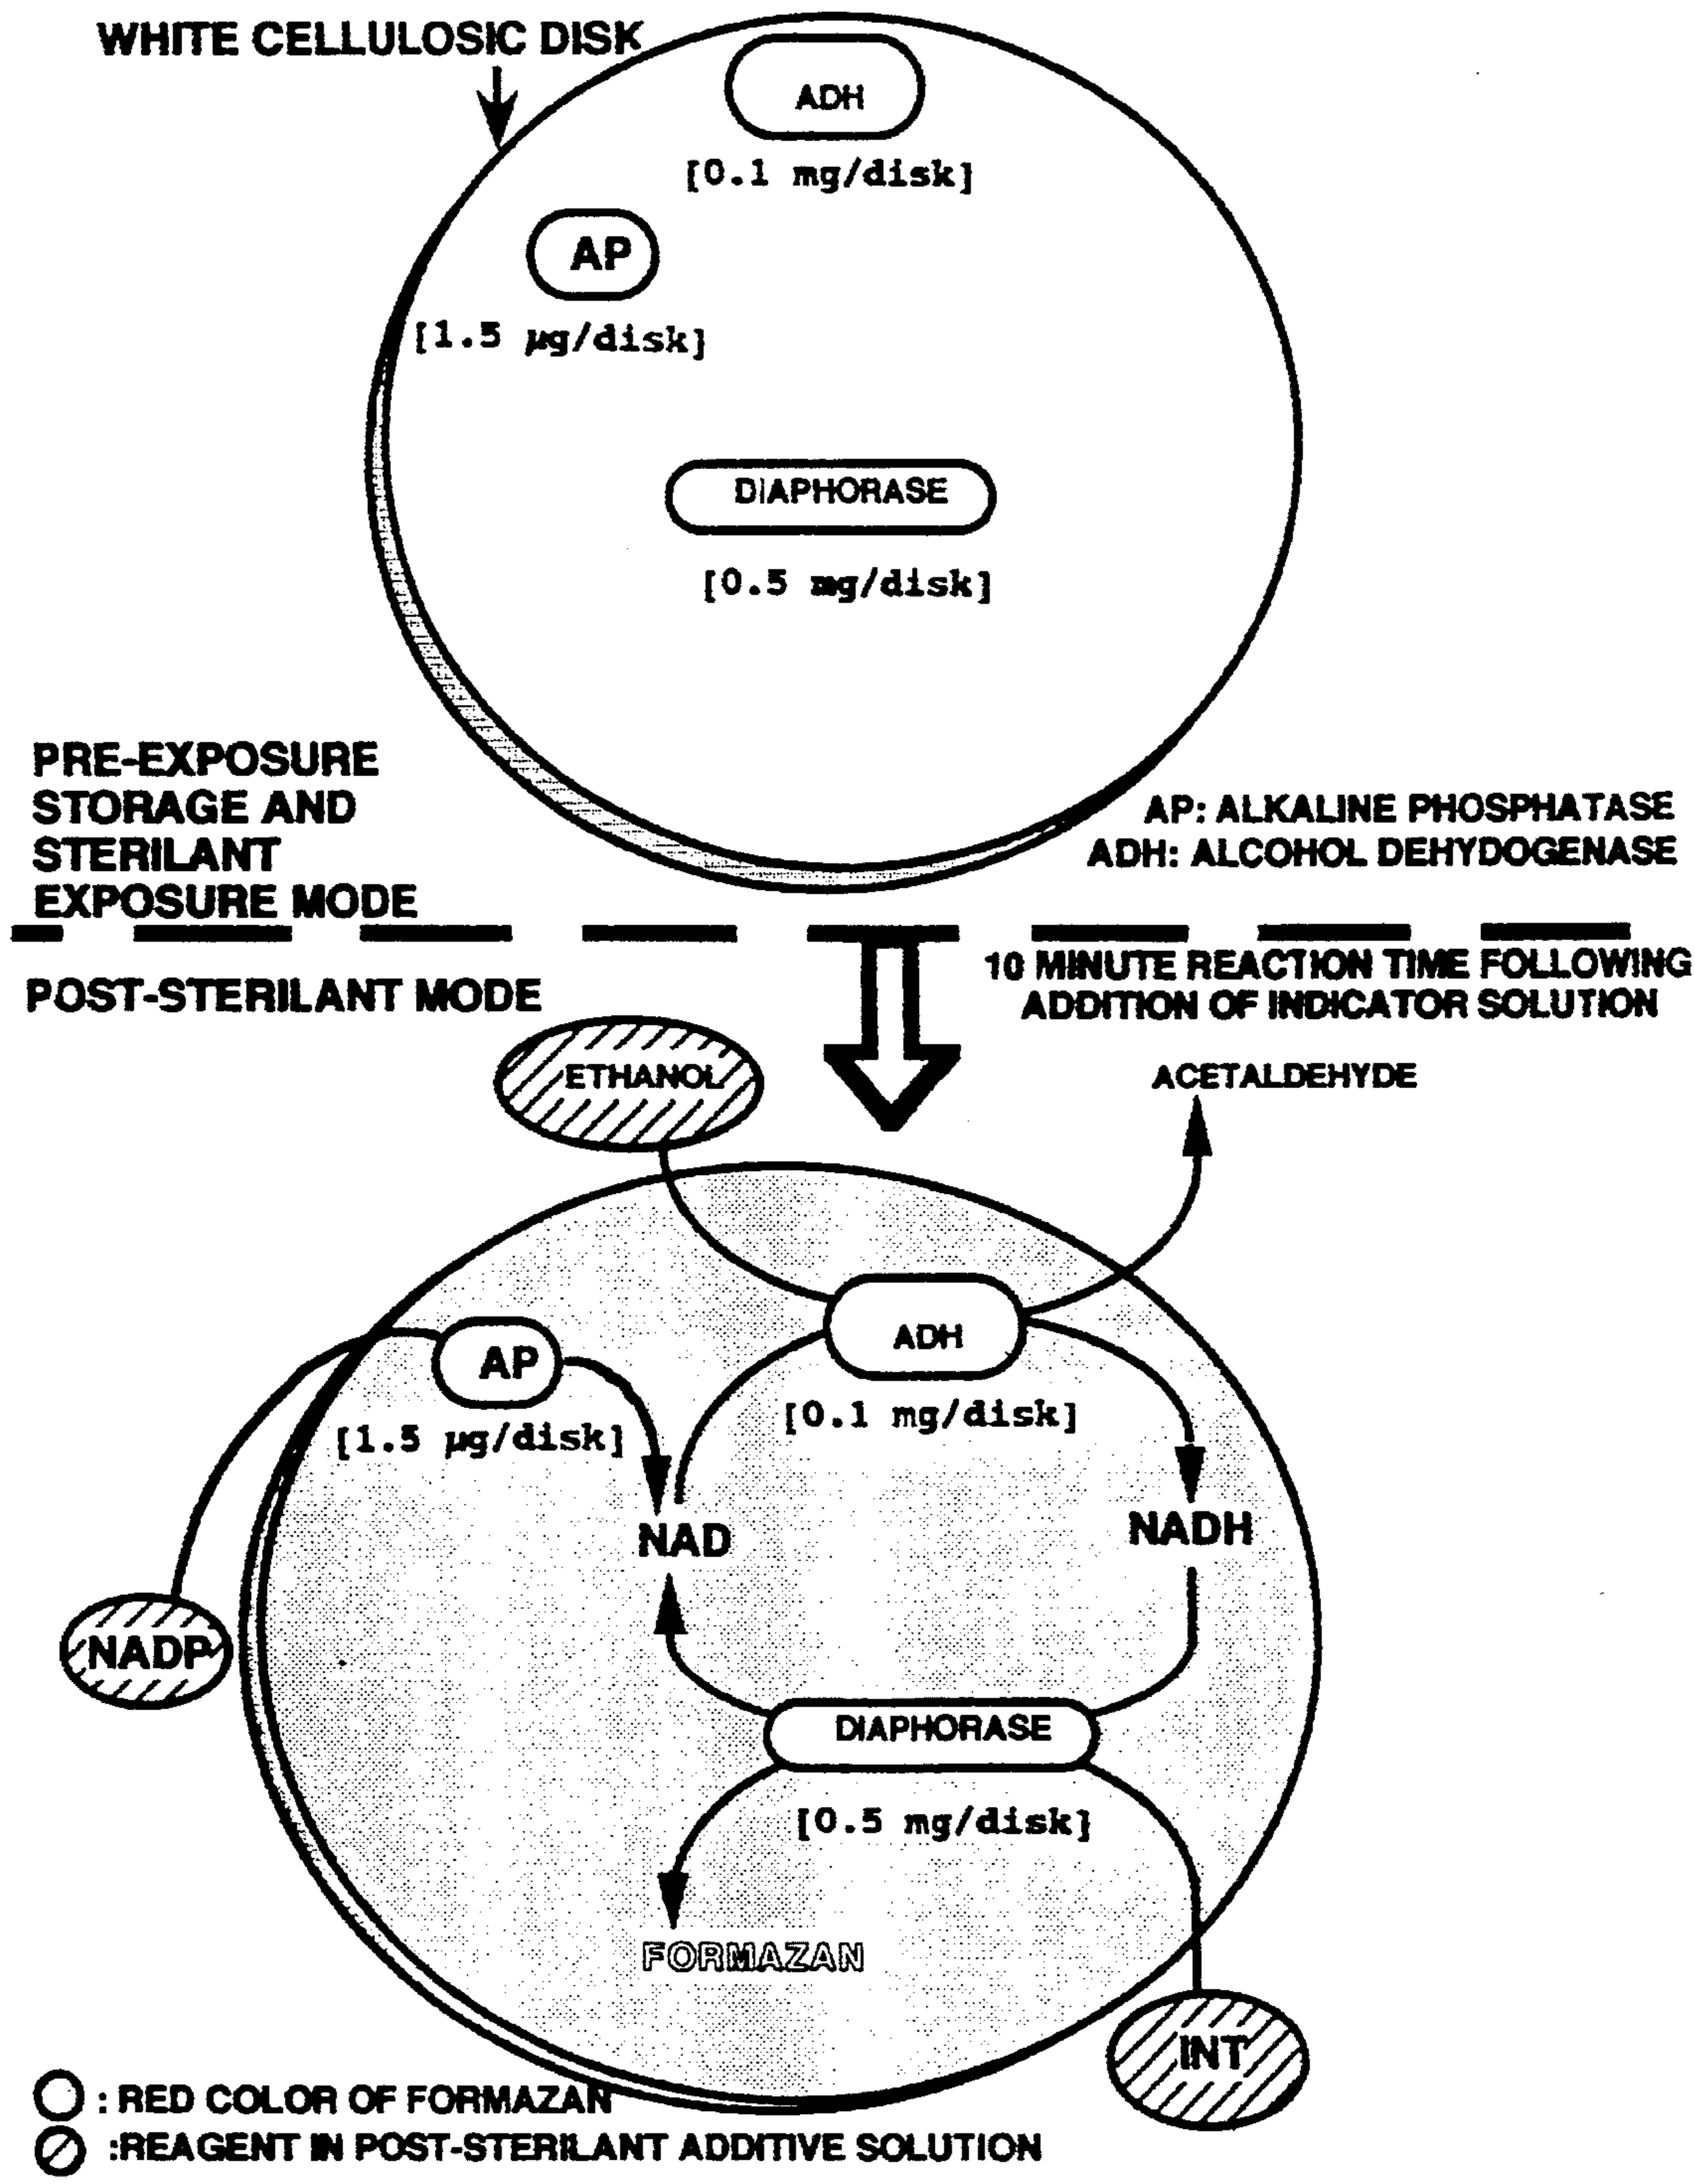 WHITE CELLULOSIC DISK
ADH
[0.1 mg/disk]
AP
[1.5 µg/disk]
DIAPHORASE
[0.5 mg/disk]
PRE-EXPOSURE
STORAGE AND
STERILANT
EXPOSURE MODE
AP: ALKALINE PHOSPHATASE
ADH: ALCOHOL DEHYDOGENASE
POST-STERILANT MODE
10 MINUTE REACTION TIME FOLLOWING
ADDITION OF INDICATOR SOLUTION
ETHANOL
ACETALDEHYDE
ADH
[0.1 mg/disk]
AP
[1.5 µg/disk]
NAD
NADH
NADP
DIAPHORASE
[0.5 mg/disk]
FORMAZAN
INT
: RED COLOR OF FORMAZAN
:REAGENT IN POST-STERILANT ADDITIVE SOLUTION